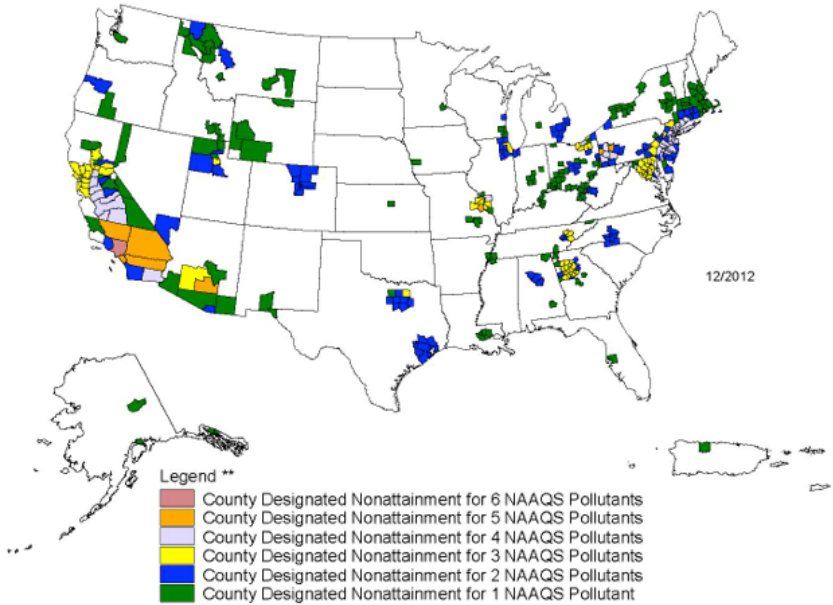 12/2012
Legend **
County Designated Nonattainment for 6 NAAQS Pollutants
County Designated Nonattainment for 5 NAAQS Pollutants
County Designated Nonattainment for 4 NAAQS Pollutants
County Designated Nonattainment for 3 NAAQS Pollutants
County Designated Nonattainment for 2 NAAQS Pollutants
County Designated Nonattainment for 1 NAAQS Pollutant